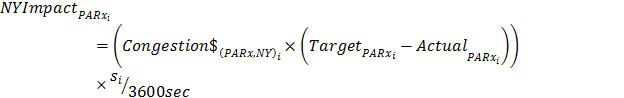 NYImpact_{PARx_i}
= (Congestion$_{(PARx,NY)_i} × (Target_{PARx_i} − Actual_{PARx_i}))
× s_i/3600sec